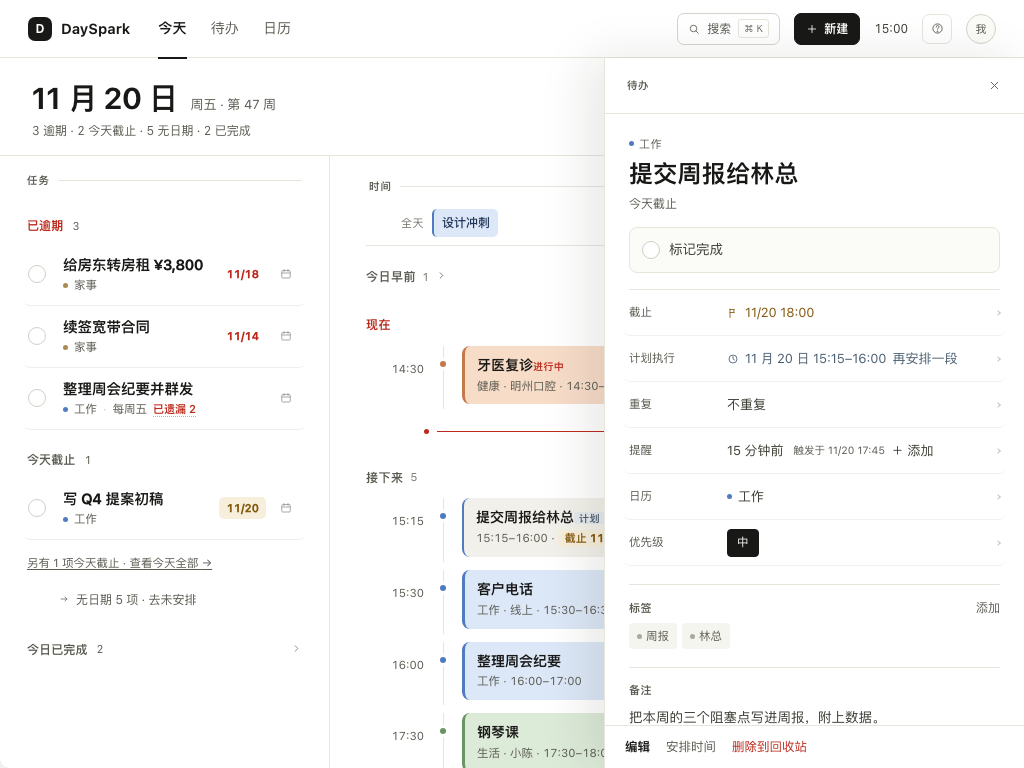 D DaySpark 今天 待办 日历 搜索 ⌘ K + 新建 15:00 我
11 月 20 日 周五 · 第 47 周
3 逾期 · 2 今天截止 · 5 无日期 · 2 已完成
任务
已逾期 3
给房东转房租 ¥3,800 11/18
家事
续签宽带合同 11/14
家事
整理周会纪要并群发
工作 · 每周五 已遗漏 2
今天截止 1
写 Q4 提案初稿 11/20
工作
另有 1 项今天截止 · 查看今天全部 →
→ 无日期 5 项 · 去未安排
今日已完成 2
时间
全天 设计冲刺
今日早前 1
现在
14:30 牙医复诊 进行中
健康 · 明州口腔 · 14:30–
接下来 5
15:15 提交周报给林总 计划
15:15–16:00 · 截止 11
15:30 客户电话
工作 · 线上 · 15:30–16:3
16:00 整理周会纪要
工作 · 16:00–17:00
17:30 钢琴课
生活 · 小陈 · 17:30–18:0
待办
工作
提交周报给林总
今天截止
标记完成
截止 11/20 18:00
计划执行 11 月 20 日 15:15–16:00 再安排一段
重复 不重复
提醒 15 分钟前 触发于 11/20 17:45 + 添加
日历 工作
优先级 中
标签 添加
周报 林总
备注
把本周的三个阻塞点写进周报，附上数据。
编辑 安排时间 删除到回收站